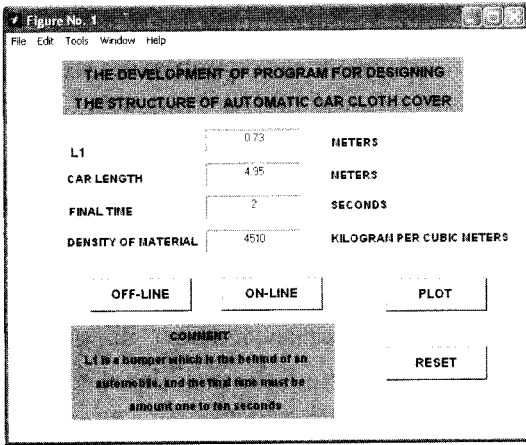 Figure No. 1
File Edit Tools Window Help
THE DEVELOPMENT OF PROGRAM FOR DESIGNING
THE STRUCTURE OF AUTOMATIC CAR CLOTH COVER
L1 0.73 METERS
CAR LENGTH 4.95 METERS
FINAL TIME 2 SECONDS
DENSITY OF MATERIAL 4510 KILOGRAM PER CUBIC METERS
OFF-LINE ON-LINE PLOT
COMMENT
L1 is a bumper which is the behind of an
automobile, and the final time must be
amount one to ten seconds
RESET